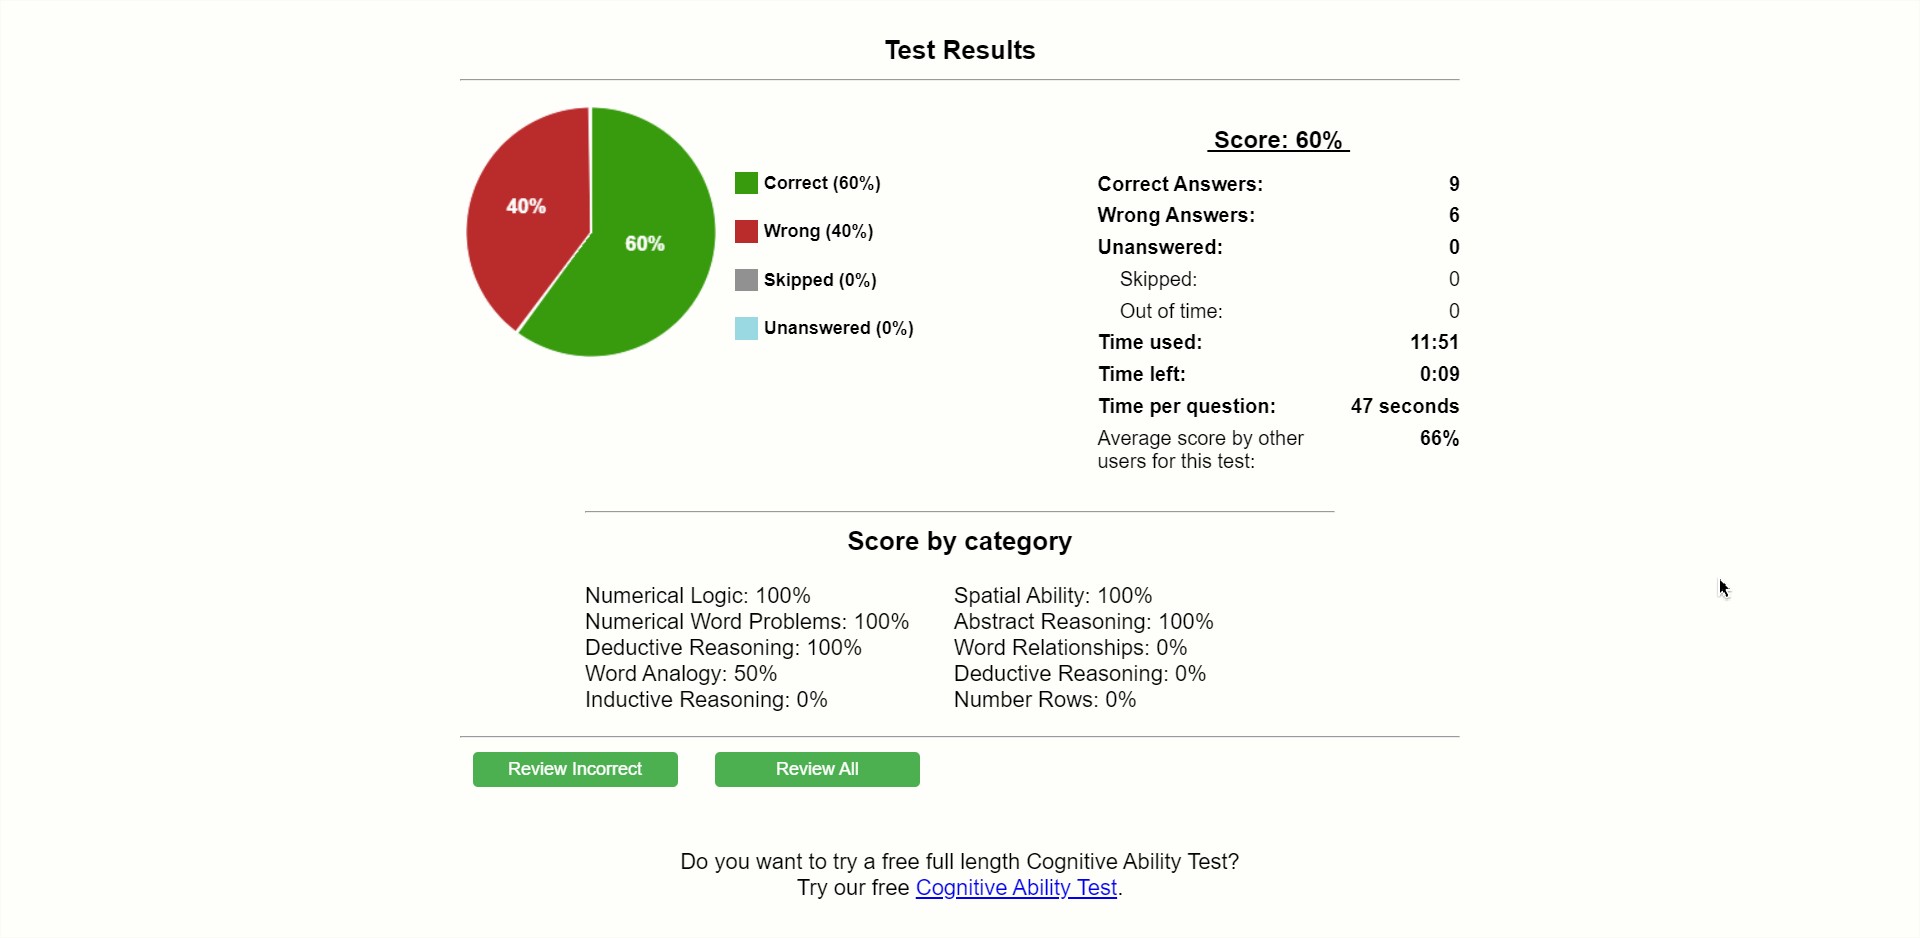 Test Results
40%
60%
Correct (60%)
Wrong (40%)
Skipped (0%)
Unanswered (0%)
Score: 60%
Correct Answers: 9
Wrong Answers: 6
Unanswered: 0
Skipped: 0
Out of time: 0
Time used: 11:51
Time left: 0:09
Time per question: 47 seconds
Average score by other 66%
users for this test:
Score by category
Numerical Logic: 100%
Numerical Word Problems: 100%
Deductive Reasoning: 100%
Word Analogy: 50%
Inductive Reasoning: 0%
Spatial Ability: 100%
Abstract Reasoning: 100%
Word Relationships: 0%
Deductive Reasoning: 0%
Number Rows: 0%
Review Incorrect
Review All
Do you want to try a free full length Cognitive Ability Test?
Try our free Cognitive Ability Test.